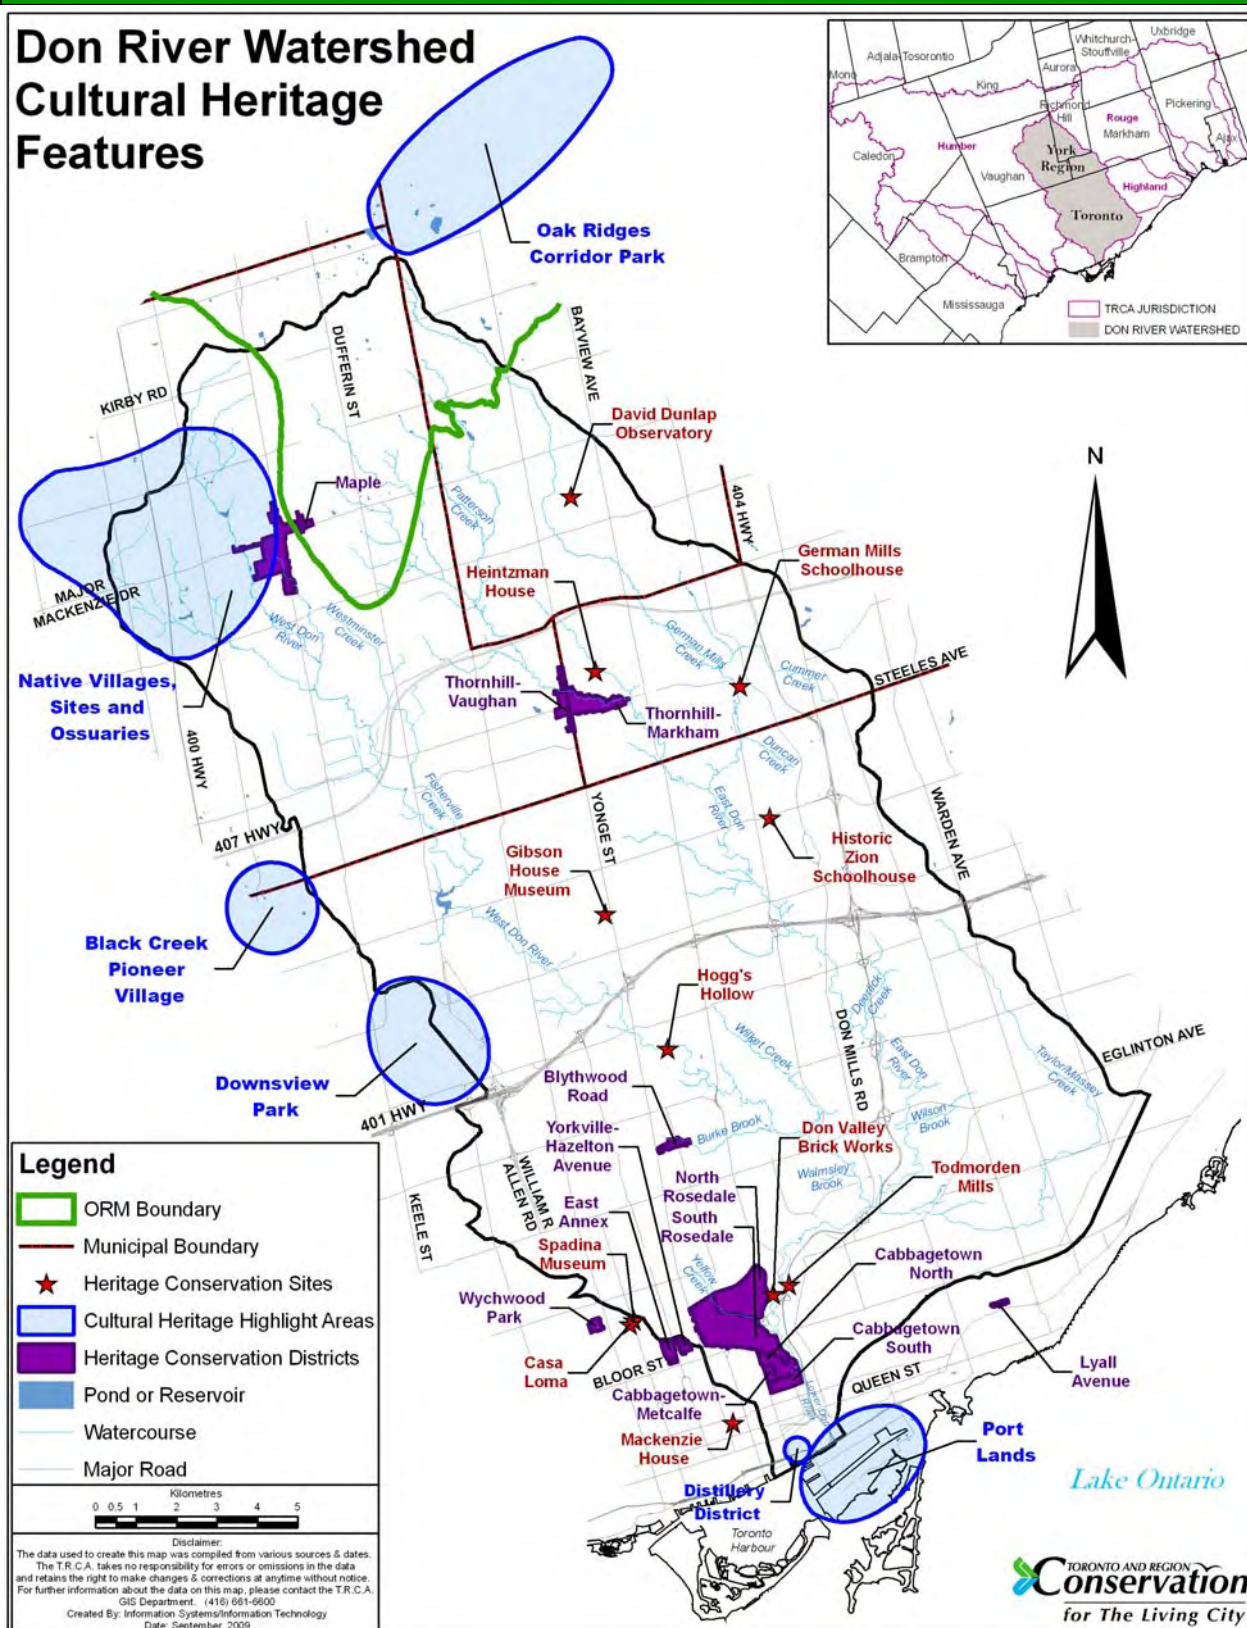 Don River Watershed
Cultural Heritage
Features
Adjala-Tosorontio
Mono
King
Aurora
Whitchurch-
Stouffville
Uxbridge
Richmond
Hill
Rouge
Markham
Pickering
Ajax
Caledon
Humber
Vaughan
York
Region
Highland
Toronto
Brampton
Mississauga
TRCA JURISDICTION
DON RIVER WATERSHED
Oak Ridges
Corridor Park
BAYVIEW AVE
DUFFERIN ST
KIRBY RD
David Dunlap
Observatory
N
Maple
Patterson
Creek
404 HWY
German Mills
Schoolhouse
Heintzman
House
MAJOR
MACKENZIE DR
West Don
River
Westminster
Creek
German Mills
Creek
Cummer
Creek
STEELES AVE
Native Villages,
Sites and
Ossuaries
Thornhill-
Vaughan
Thornhill-
Markham
400 HWY
Fisherville
Creek
Duncan
Creek
East Don
River
YONGE ST
WARDEN AVE
407 HWY
Gibson
House
Museum
Historic
Zion
Schoolhouse
West Don River
Black Creek
Pioneer
Village
Hogg's
Hollow
Deerlick
Creek
DON MILLS RD
Wilket Creek
East Don
River
Taylor/Massey
Creek
EGLINTON AVE
Downsview
Park
401 HWY
Blythwood
Road
Burke Brook
Wilson
Brook
Don Valley
Brick Works
Yorkville-
Hazelton
Avenue
Walmsley
Brook
Todmorden
Mills
WILLIAM R
ALLEN RD
KEELE ST
North
Rosedale
South
Rosedale
East
Annex
Spadina
Museum
Yellow
Creek
Cabbagetown
North
Wychwood
Park
Cabbagetown
South
Casa
Loma
BLOOR ST
QUEEN ST
Lyall
Avenue
Cabbagetown-
Metcalfe
Lower Don
River
Mackenzie
House
Port
Lands
Distillery
District
Toronto
Harbour
Lake Ontario
Legend
ORM Boundary
Municipal Boundary
Heritage Conservation Sites
Cultural Heritage Highlight Areas
Heritage Conservation Districts
Pond or Reservoir
Watercourse
Major Road
Kilometres
0 0.5 1 2 3 4 5
Disclaimer:
The data used to create this map was compiled from various sources & dates.
The T.R.C.A. takes no responsibility for errors or omissions in the data
and retains the right to make changes & corrections at anytime without notice.
For further information about the data on this map, please contact the T.R.C.A.
GIS Department. (416) 661-6600
Created By: Information Systems/Information Technology
Date: September, 2009
TORONTO AND REGION
Conservation
for The Living City